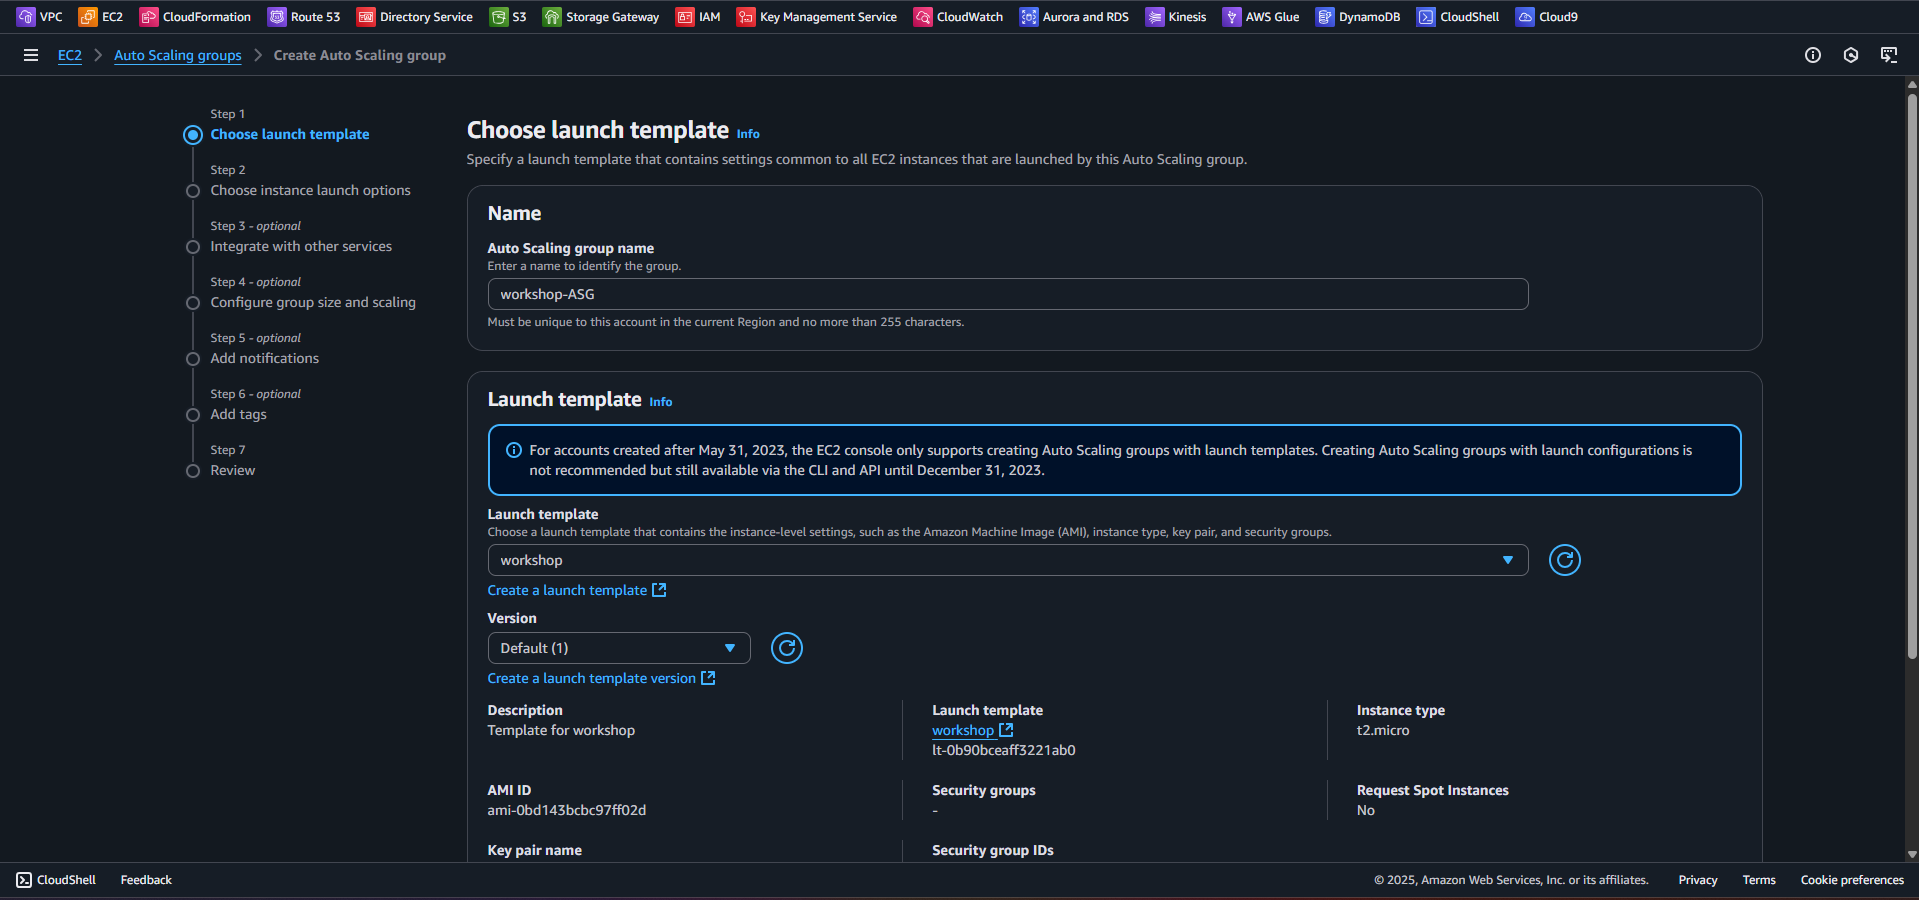 VPC EC2 CloudFormation Route 53 Directory Service S3 Storage Gateway IAM Key Management Service CloudWatch Aurora and RDS Kinesis AWS Glue DynamoDB CloudShell Cloud9
EC2 Auto Scaling groups Create Auto Scaling group
Step 1
Choose launch template
Step 2
Choose instance launch options
Step 3 - optional
Integrate with other services
Step 4 - optional
Configure group size and scaling
Step 5 - optional
Add notifications
Step 6 - optional
Add tags
Step 7
Review
Choose launch template Info
Specify a launch template that contains settings common to all EC2 instances that are launched by this Auto Scaling group.
Name
Auto Scaling group name
Enter a name to identify the group.
workshop-ASG
Must be unique to this account in the current Region and no more than 255 characters.
Launch template Info
For accounts created after May 31, 2023, the EC2 console only supports creating Auto Scaling groups with launch templates. Creating Auto Scaling groups with launch configurations is
not recommended but still available via the CLI and API until December 31, 2023.
Launch template
Choose a launch template that contains the instance-level settings, such as the Amazon Machine Image (AMI), instance type, key pair, and security groups.
workshop
Create a launch template
Version
Default (1)
Create a launch template version
Description
Template for workshop
Launch template
workshop
lt-0b90bceaff3221ab0
Instance type
t2.micro
AMI ID
ami-0bd143bcbc97ff02d
Security groups
-
Request Spot Instances
No
Key pair name
Security group IDs
CloudShell Feedback © 2025, Amazon Web Services, Inc. or its affiliates. Privacy Terms Cookie preferences